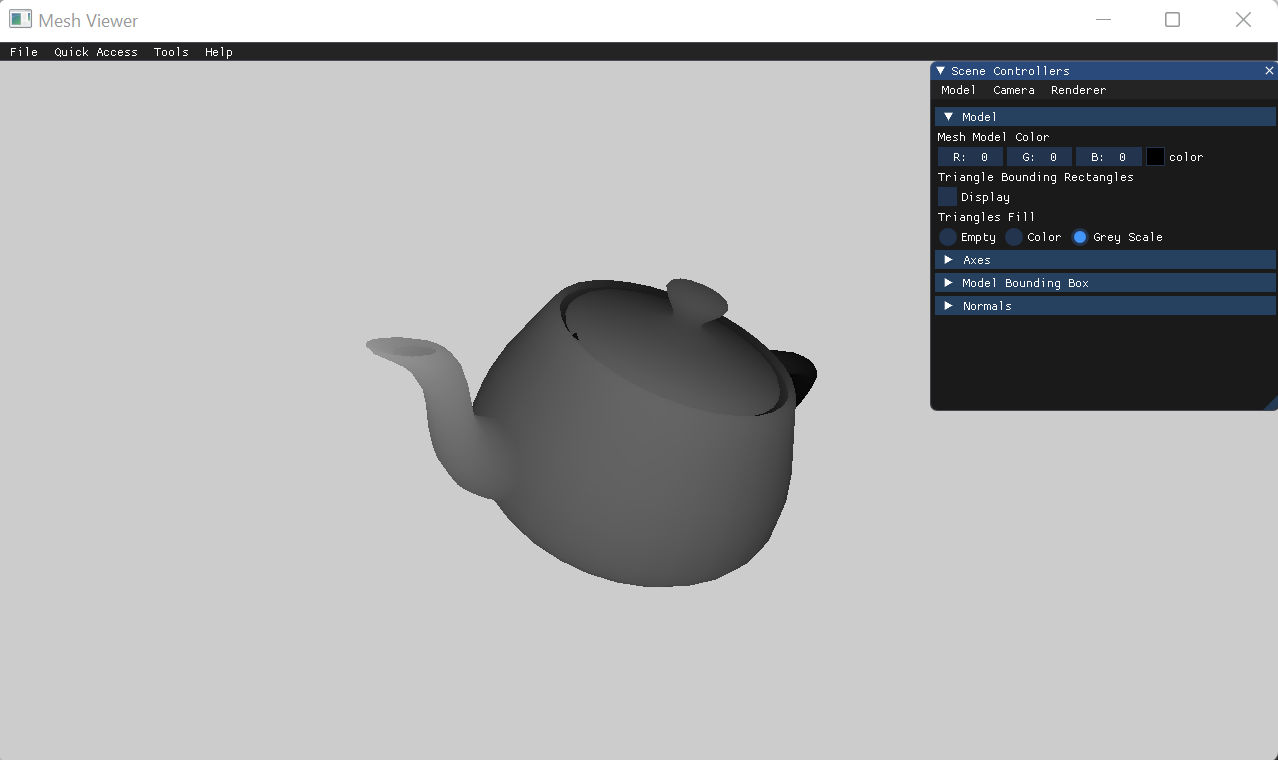 Mesh Viewer
File Quick Access Tools Help
Scene Controllers
Model Camera Renderer
Model
Mesh Model Color
R: 0 G: 0 B: 0 color
Triangle Bounding Rectangles
Display
Triangles Fill
Empty Color Grey Scale
Axes
Model Bounding Box
Normals